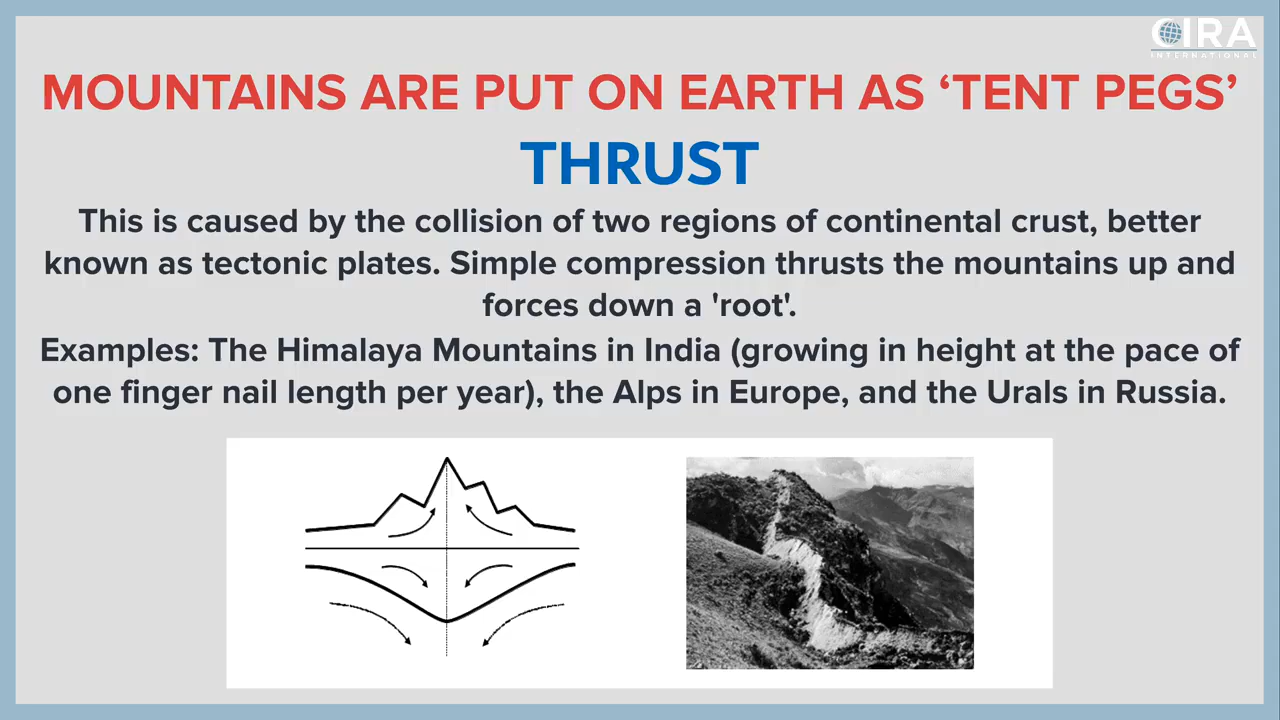 CIRA
INTERNATIONAL
MOUNTAINS ARE PUT ON EARTH AS ‘TENT PEGS’
THRUST
This is caused by the collision of two regions of continental crust, better
known as tectonic plates. Simple compression thrusts the mountains up and
forces down a 'root'.
Examples: The Himalaya Mountains in India (growing in height at the pace of
one finger nail length per year), the Alps in Europe, and the Urals in Russia.